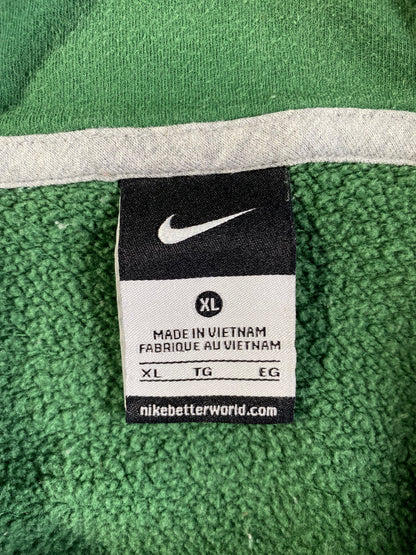 XL
MADE IN VIETNAM
FABRIQUE AU VIETNAM
XL TG EG
nikebetterworld.com